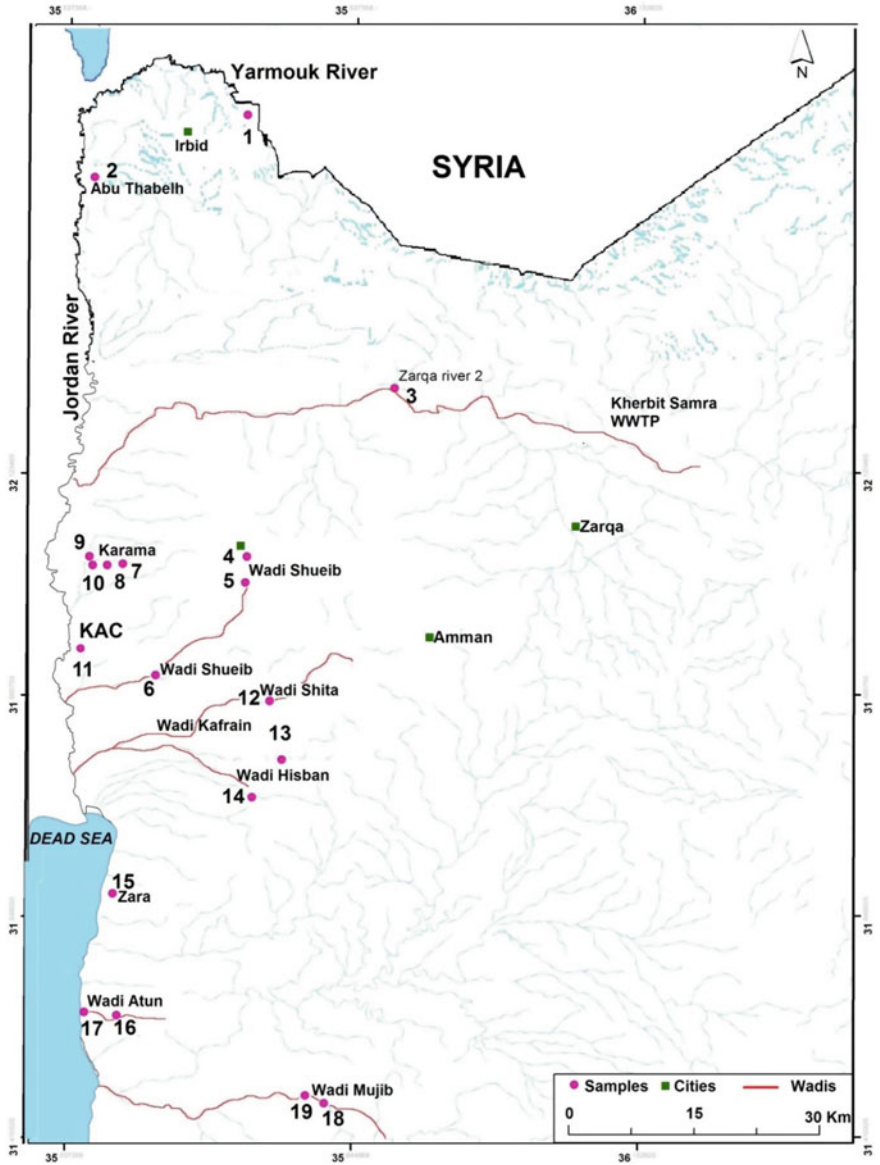 35
35
36
N
Yarmouk River
1
Irbid
SYRIA
2
Abu Thabelh
Jordan River
Zarqa river 2
3
Kherbit Samra
WWTP
32
32
Zarqa
9
Karama
4
7
10
8
5
Wadi Shueib
Amman
KAC
11
Wadi Shueib
6
31
31
12
Wadi Shita
Wadi Kafrain
13
Wadi Hisban
14
DEAD SEA
15
Zara
31
31
Wadi Atun
17
16
Wadi Mujib
19
18
Samples
Cities
Wadis
0
15
30 Km
31
31
35
35
36